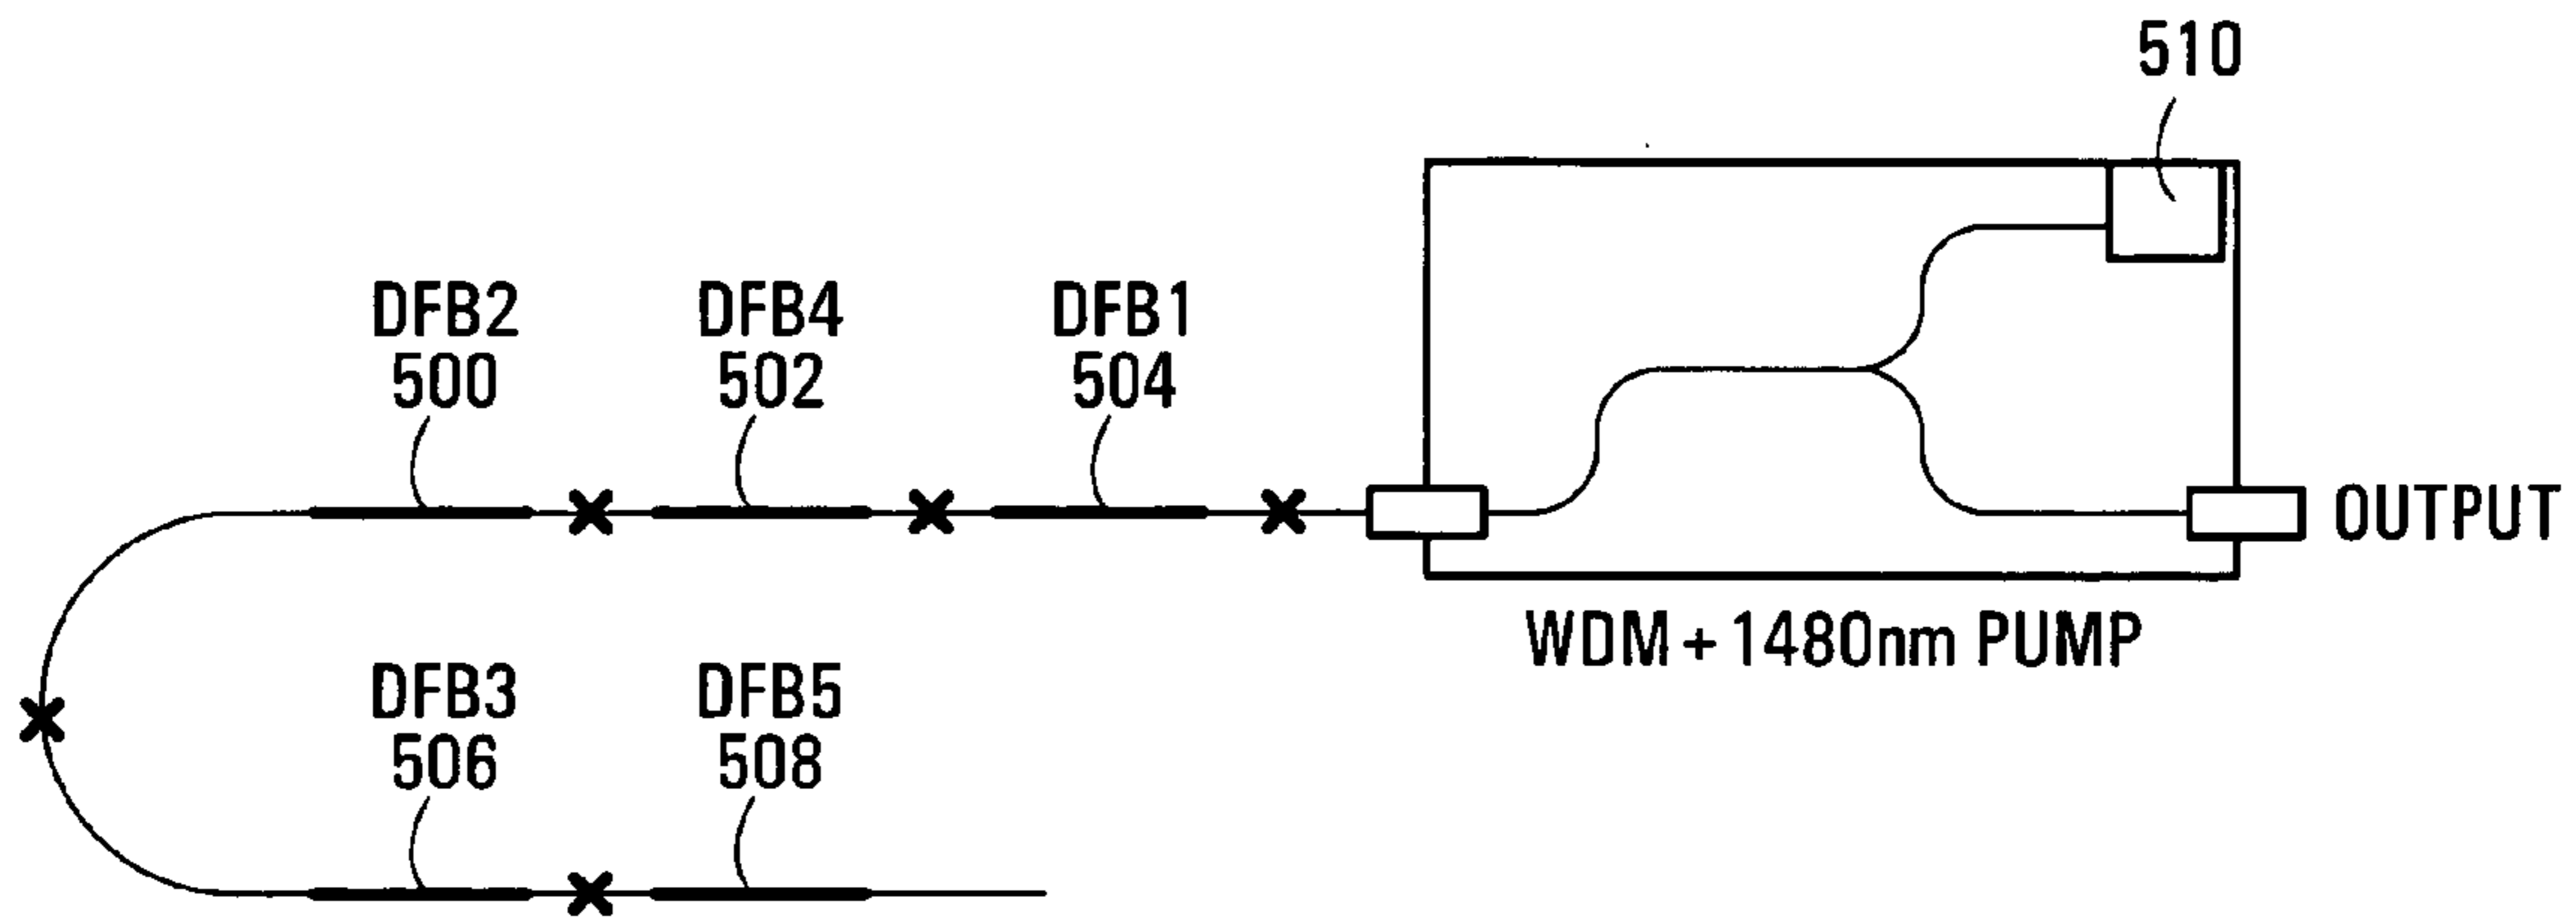 510
DFB2
500
DFB4
502
DFB1
504
OUTPUT
WDM + 1480nm PUMP
DFB3
506
DFB5
508